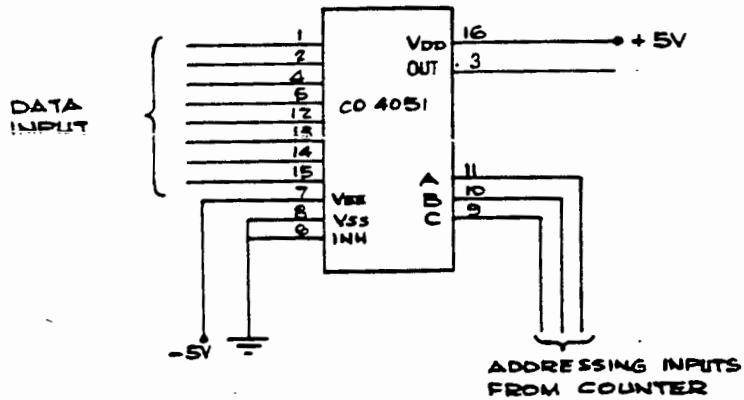 1
2
4
5
12
13
14
15
7
8
6
DATA
INPUT
CD 4051
VDD 16 + 5V
OUT 3
A 11
B 10
C 9
VEE
VSS
INH
-5V
ADDRESSING INPUTS
FROM COUNTER